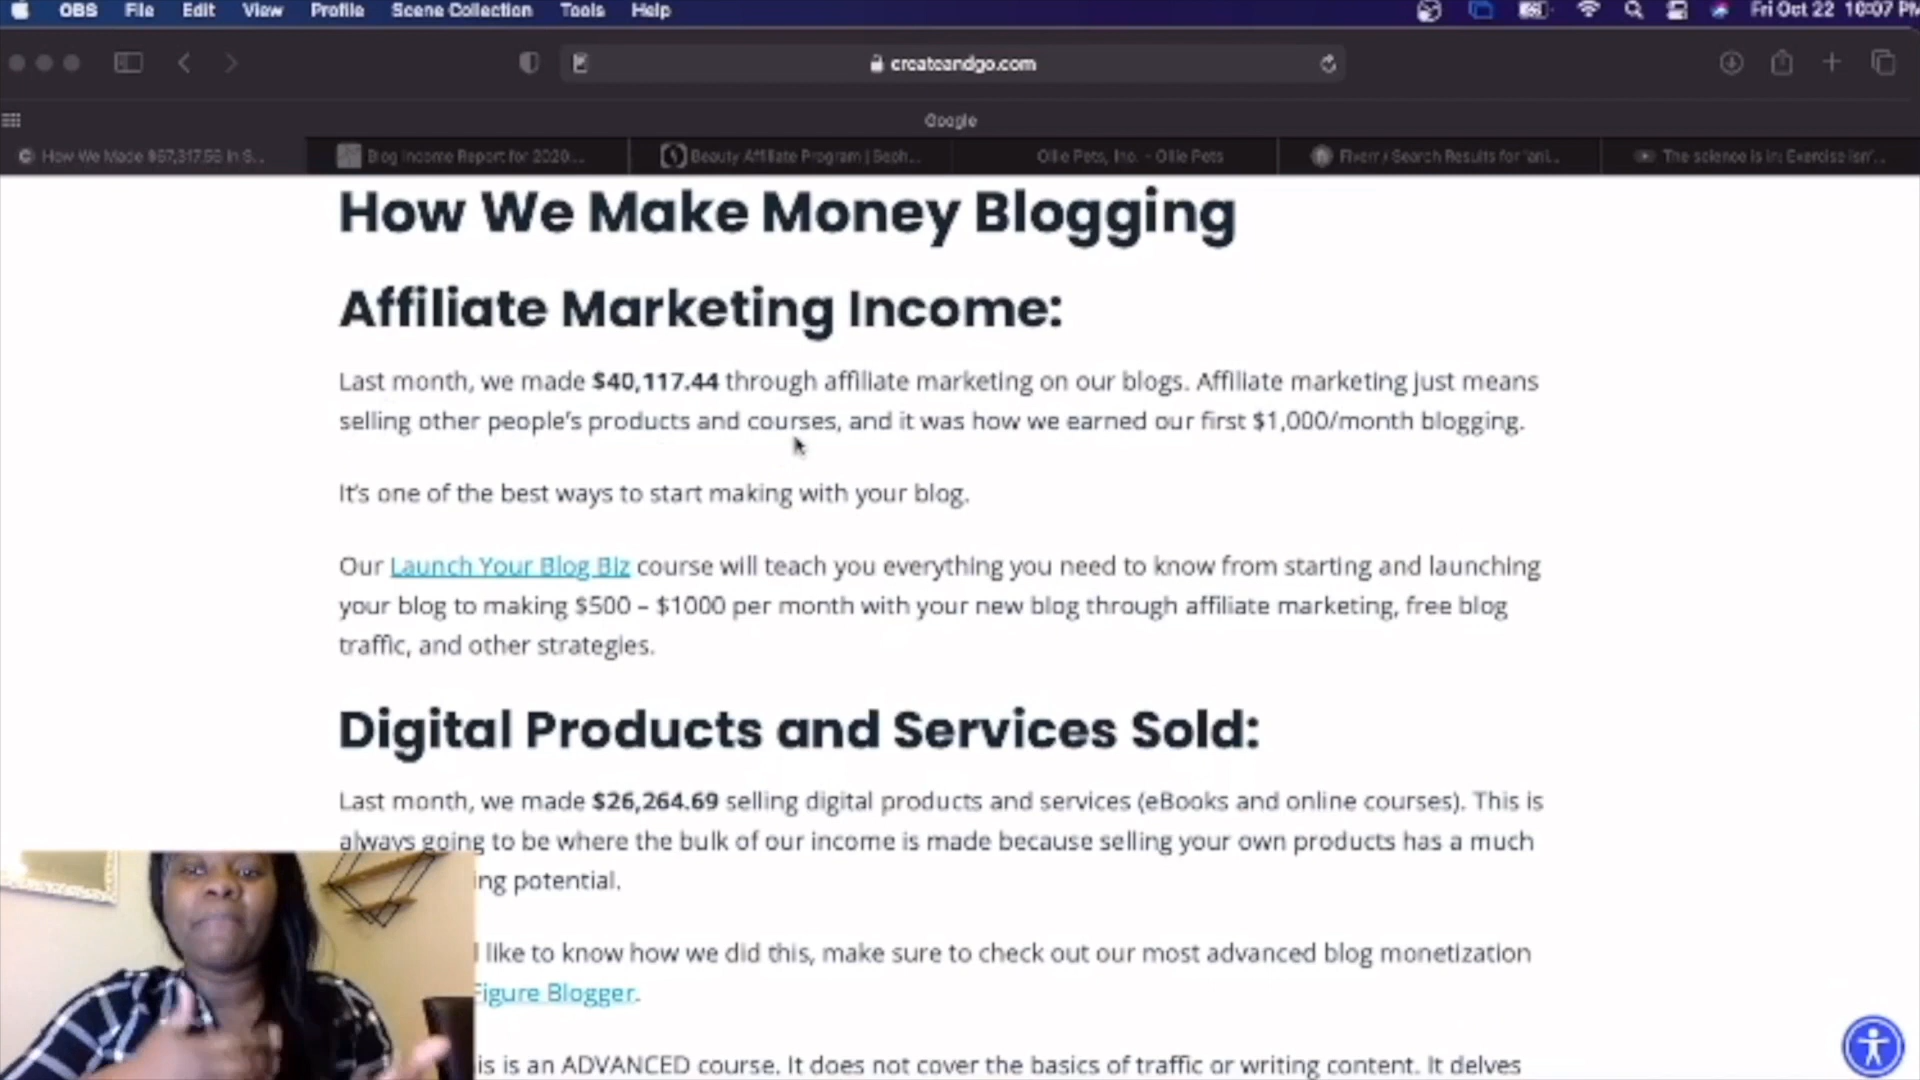 OBS File Edit View Profile Scene Collection Tools Help Fri Oct 22 10:07 PM
createandgo.com
Google
How We Made $67,317.56 in S... Blog Income Report for 2020... Beauty Affiliate Program | Seph... Ollie Pets, Inc. - Ollie Pets Fiverr / Search Results for 'ani... The science is in: Exercise isn'...
How We Make Money Blogging
Affiliate Marketing Income:
Last month, we made $40,117.44 through affiliate marketing on our blogs. Affiliate marketing just means
selling other people's products and courses, and it was how we earned our first $1,000/month blogging.
It's one of the best ways to start making with your blog.
Our Launch Your Blog Biz course will teach you everything you need to know from starting and launching
your blog to making $500 – $1000 per month with your new blog through affiliate marketing, free blog
traffic, and other strategies.
Digital Products and Services Sold:
Last month, we made $26,264.69 selling digital products and services (eBooks and online courses). This is
always going to be where the bulk of our income is made because selling your own products has a much
ing potential.
like to know how we did this, make sure to check out our most advanced blog monetization
Figure Blogger.
is is an ADVANCED course. It does not cover the basics of traffic or writing content. It delves